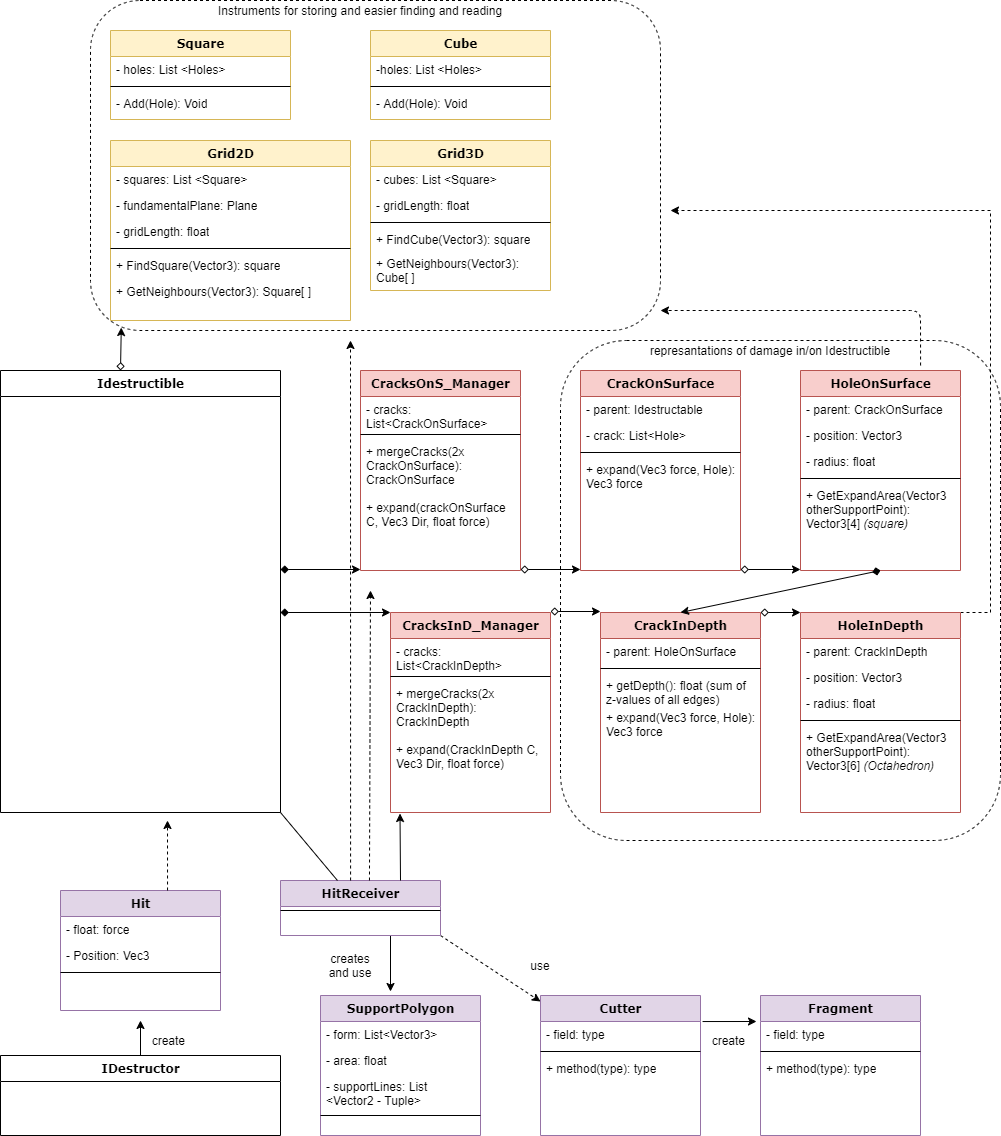 Instruments for storing and easier finding and reading
Square
- holes: List <Holes>
- Add(Hole): Void
Cube
-holes: List <Holes>
- Add(Hole): Void
Grid2D
- squares: List <Square>
- fundamentalPlane: Plane
- gridLength: float
+ FindSquare(Vector3): square
+ GetNeighbours(Vector3): Square[ ]
Grid3D
- cubes: List <Square>
- gridLength: float
+ FindCube(Vector3): square
+ GetNeighbours(Vector3):
Cube[ ]
represantations of damage in/on Idestructible
Idestructible
CracksOnS_Manager
- cracks:
List<CrackOnSurface>
+ mergeCracks(2x
CrackOnSurface):
CrackOnSurface
+ expand(crackOnSurface
C, Vec3 Dir, float force)
CrackOnSurface
- parent: Idestructable
- crack: List<Hole>
+ expand(Vec3 force, Hole):
Vec3 force
HoleOnSurface
- parent: CrackOnSurface
- position: Vector3
- radius: float
+ GetExpandArea(Vector3
otherSupportPoint):
Vector3[4] (square)
CracksInD_Manager
- cracks:
List<CrackInDepth>
+ mergeCracks(2x
CrackInDepth):
CrackInDepth
+ expand(CrackInDepth C,
Vec3 Dir, float force)
CrackInDepth
- parent: HoleOnSurface
+ getDepth(): float (sum of
z-values of all edges)
+ expand(Vec3 force, Hole):
Vec3 force
HoleInDepth
- parent: CrackInDepth
- position: Vector3
- radius: float
+ GetExpandArea(Vector3
otherSupportPoint):
Vector3[6] (Octahedron)
Hit
- float: force
- Position: Vec3
HitReceiver
creates
and use
use
SupportPolygon
- form: List<Vector3>
- area: float
- supportLines: List
<Vector2 - Tuple>
Cutter
- field: type
+ method(type): type
create
Fragment
- field: type
+ method(type): type
create
IDestructor